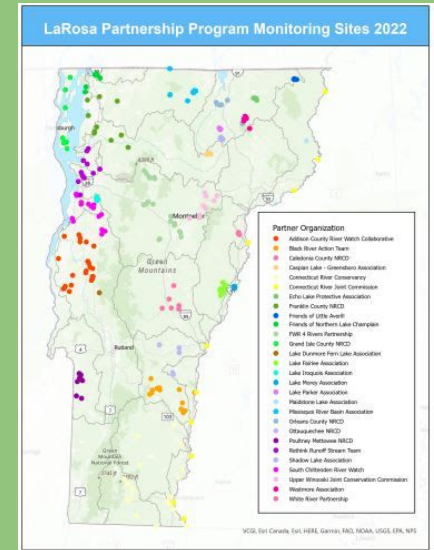 LaRosa Partnership Program Monitoring Sites 2022
Montpelier
Green
Mountains
Rutland
Green
Mountain
National Forest
Partner Organization
Addison County River Watch Collaborative
Black River Action Team
Caledonia County NRCD
Caspian Lake - Greensboro Association
Connecticut River Conservancy
Connecticut River Joint Commission
Echo Lake Protective Association
Franklin County NRCD
Friends of Little Averill
Friends of Northern Lake Champlain
FWR 4 Rivers Partnership
Grand Isle County NRCD
Lake Dunmore Fern Lake Association
Lake Fairlee Association
Lake Iroquois Association
Lake Morey Association
Lake Parker Association
Maidstone Lake Association
Missisquoi River Basin Association
Orleans County NRCD
Ottauquechee NRCD
Poultney Mettowee NRCD
Rethink Runoff Stream Team
Shadow Lake Association
South Chittenden River Watch
Upper Winooski Joint Conservation Commission
Westmore Association
White River Partnership
VCGI, Esri Canada, Esri, HERE, Garmin, FAO, NOAA, USGS, EPA, NPS